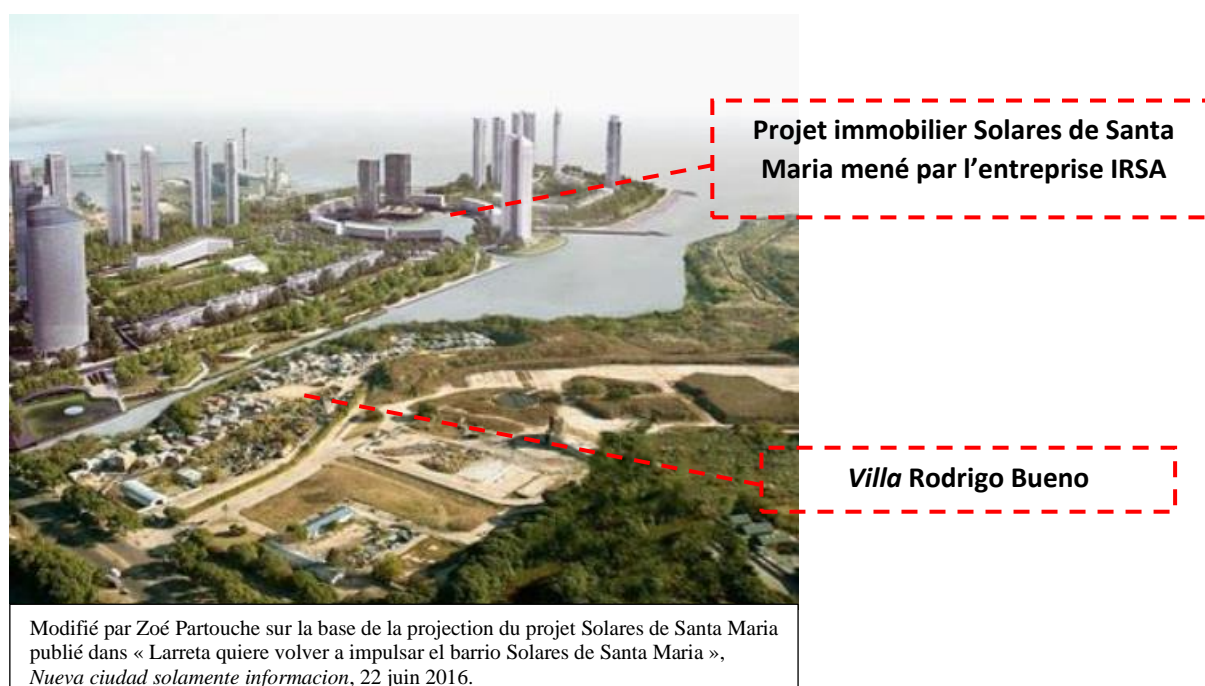 Projet immobilier Solares de Santa
Maria mené par l’entreprise IRSA
Villa Rodrigo Bueno
Modifié par Zoé Partouche sur la base de la projection du projet Solares de Santa Maria
publié dans « Larreta quiere volver a impulsar el barrio Solares de Santa Maria »,
Nueva ciudad solamente informacion, 22 juin 2016.